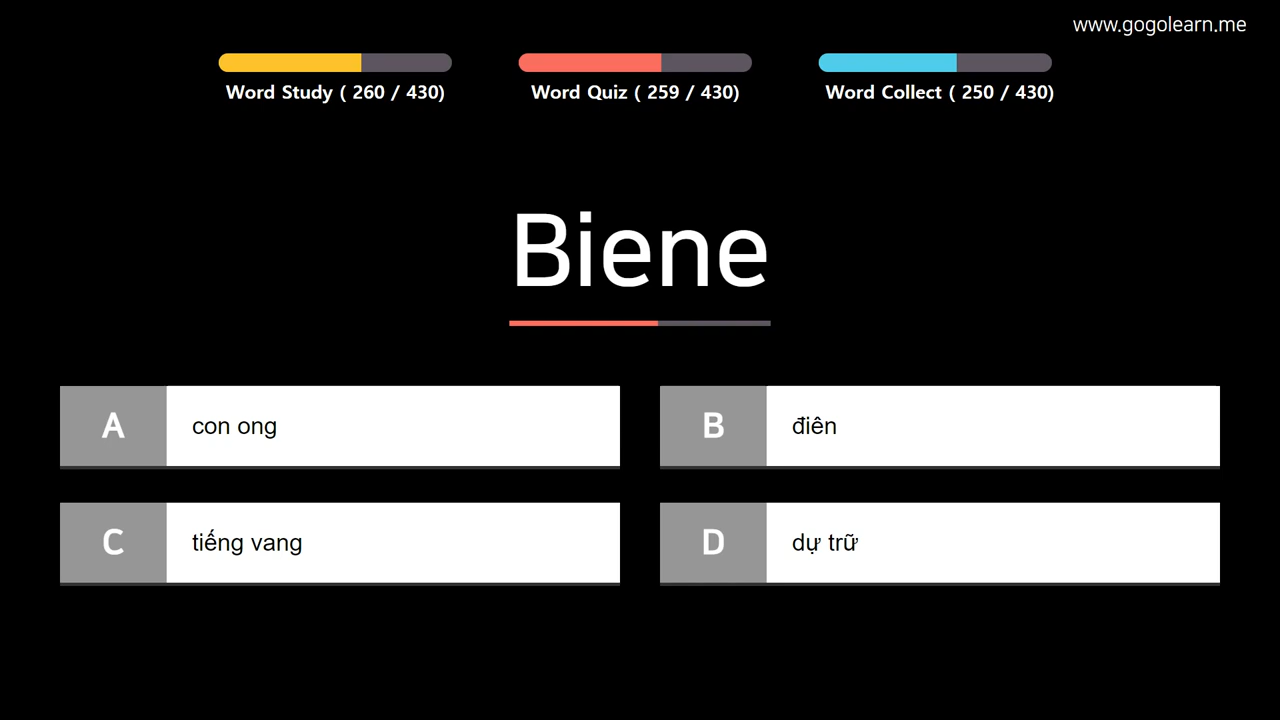 www.gogolearn.me
Word Study ( 260 / 430)
Word Quiz ( 259 / 430)
Word Collect ( 250 / 430)
Biene
A con ong
B điên
C tiếng vang
D dự trữ